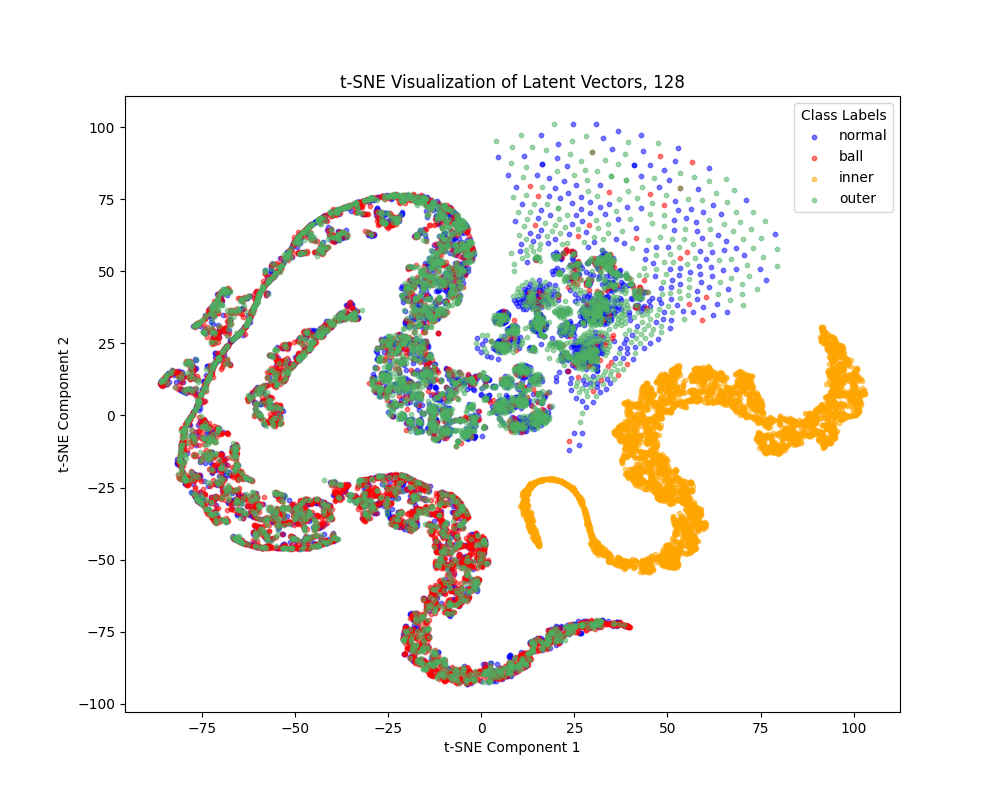 t-SNE Visualization of Latent Vectors, 128
Class Labels
normal
ball
inner
outer
100
75
50
25
0
−25
−50
−75
−100
t-SNE Component 2
−75
−50
−25
0
25
50
75
100
t-SNE Component 1